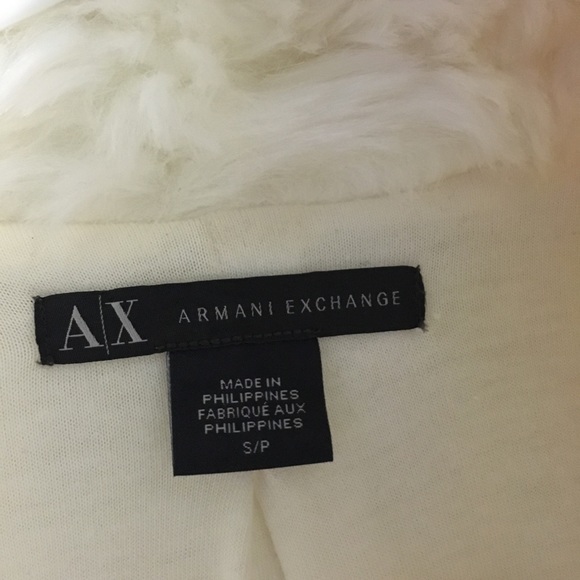 A|X ARMANI EXCHANGE
MADE IN
PHILIPPINES
FABRIQUÉ AUX
PHILIPPINES
S/P